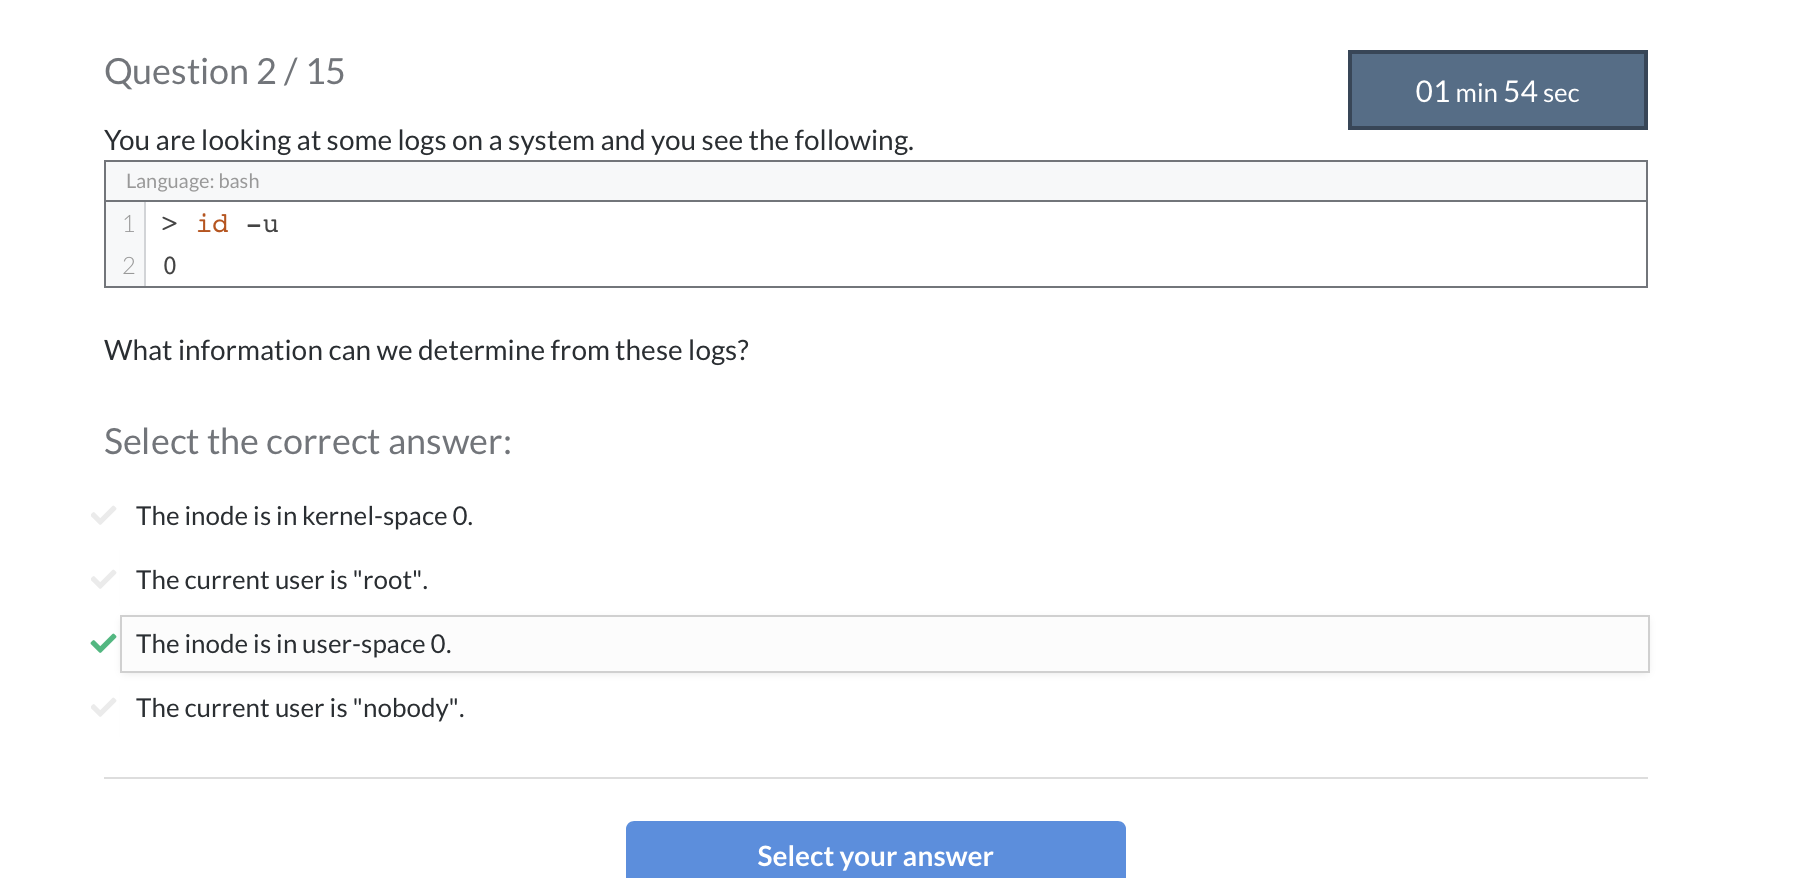 Question 2 / 15
01 min 54 sec
You are looking at some logs on a system and you see the following.
Language: bash
1 > id -u
2 0
What information can we determine from these logs?
Select the correct answer:
The inode is in kernel-space 0.
The current user is "root".
The inode is in user-space 0.
The current user is "nobody".
Select your answer